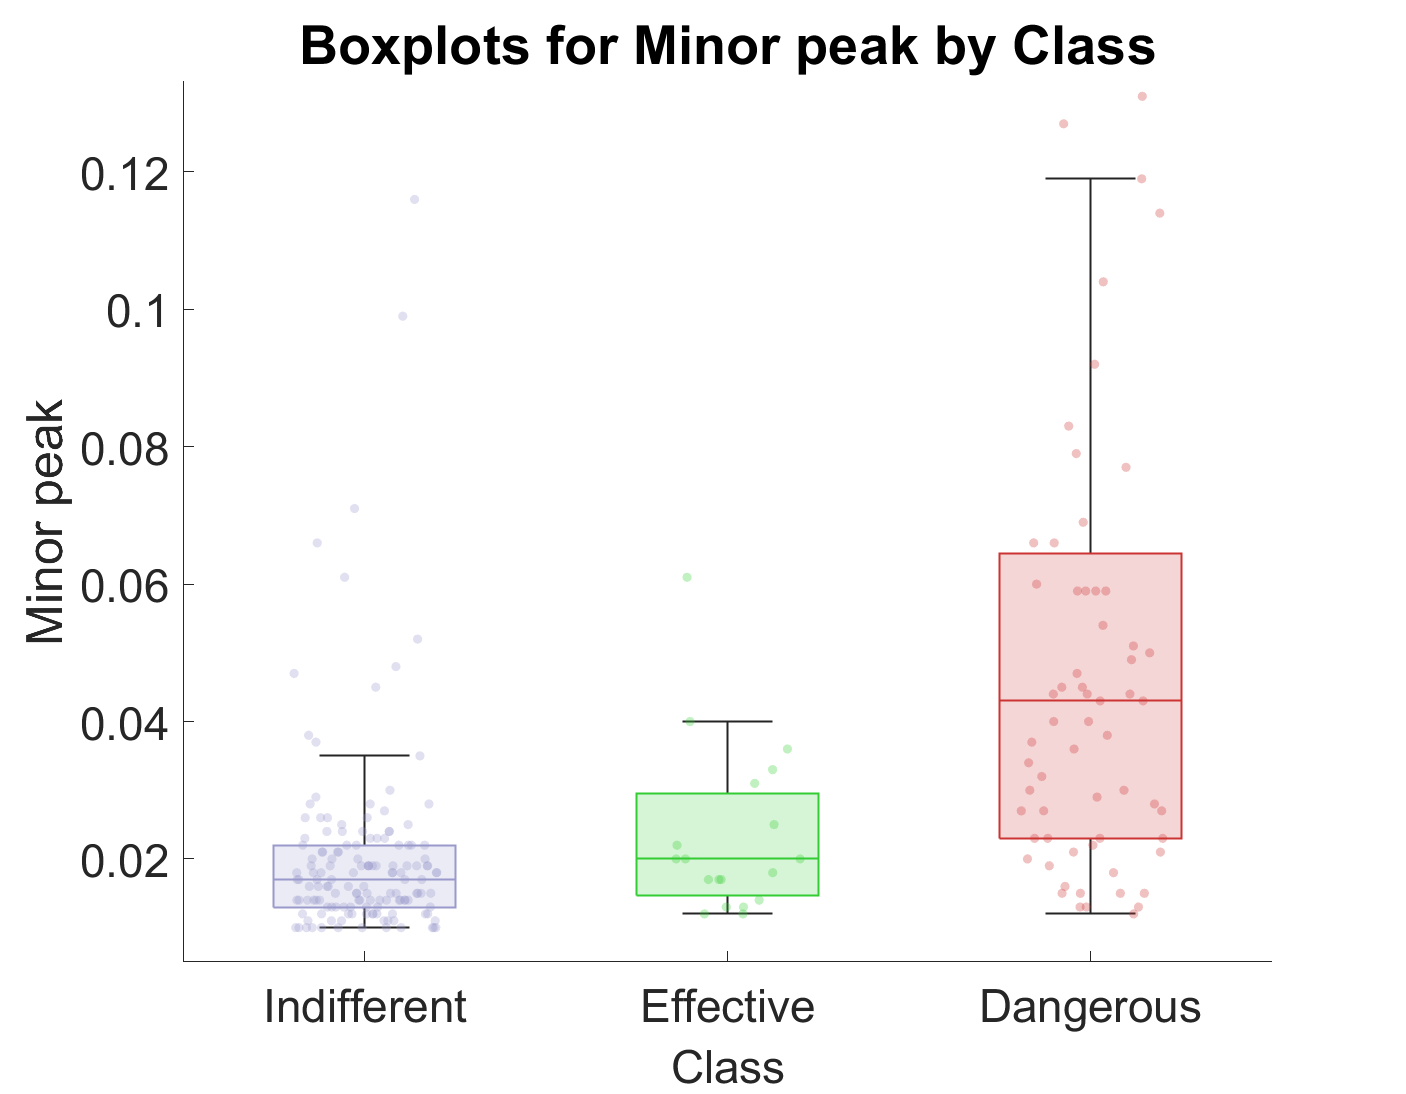 Boxplots for Minor peak by Class
0.12
0.1
0.08
0.06
0.04
0.02
Minor peak
Indifferent Effective Dangerous
Class